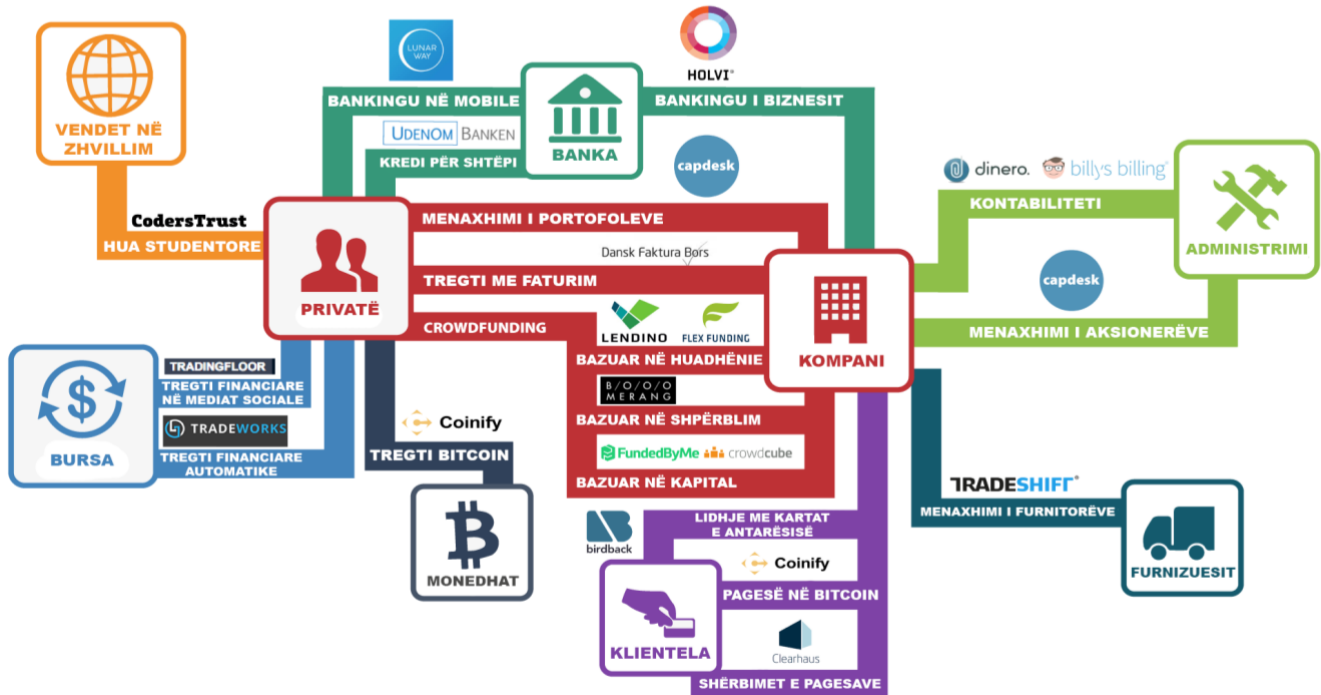 LUNAR
WAY
HOLVI®
VENDET NË
ZHVILLIM
BANKINGU NË MOBILE
BANKINGU I BIZNESIT
UDENOM BANKEN
KREDI PËR SHTËPI
BANKA
capdesk
dinero.
billys billing®
KONTABILITETI
ADMINISTRIMI
CodersTrust
HUA STUDENTORE
MENAXHIMI I PORTOFOLEVE
Dansk Faktura Bors
TREGTI ME FATURIM
PRIVATË
CROWDFUNDING
LENDINO
FLEX FUNDING
BAZUAR NË HUADHËNIE
KOMPANI
capdesk
MENAXHIMI I AKSIONERËVE
TRADINGFLOOR
TREGTI FINANCIARE
NË MEDIAT SOCIALE
TRADEWORKS
TREGTI FINANCIARE
AUTOMATIKE
$
BURSA
B/O/O/O
MERANG
BAZUAR NË SHPËRBLIM
Coinify
TREGTI BITCOIN
FundedByMe
crowdcube
BAZUAR NË KAPITAL
MONEDHAT
TRADESHIFT®
MENAXHIMI I FURNITORËVE
FURNIZUESIT
birdback
LIDHJE ME KARTAT
E ANTARËSISË
Coinify
PAGESË NË BITCOIN
KLIENTELA
Clearhaus
SHËRBIMET E PAGESAVE